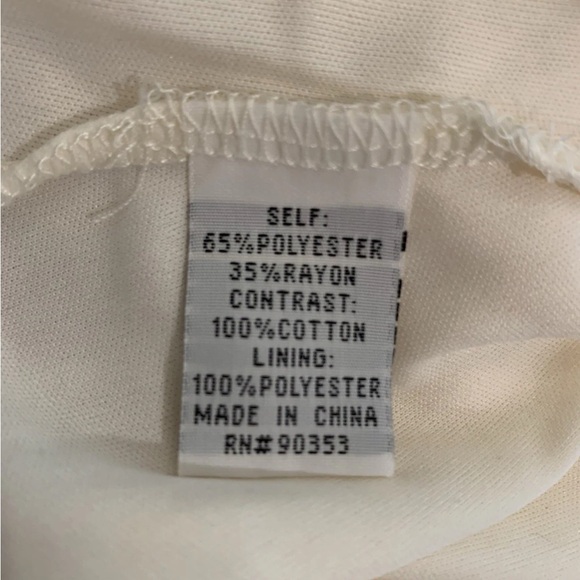 SELF:
65%POLYESTER
35%RAYON
CONTRAST:
100%COTTON
LINING:
100%POLYESTER
MADE IN CHINA
RN#90353